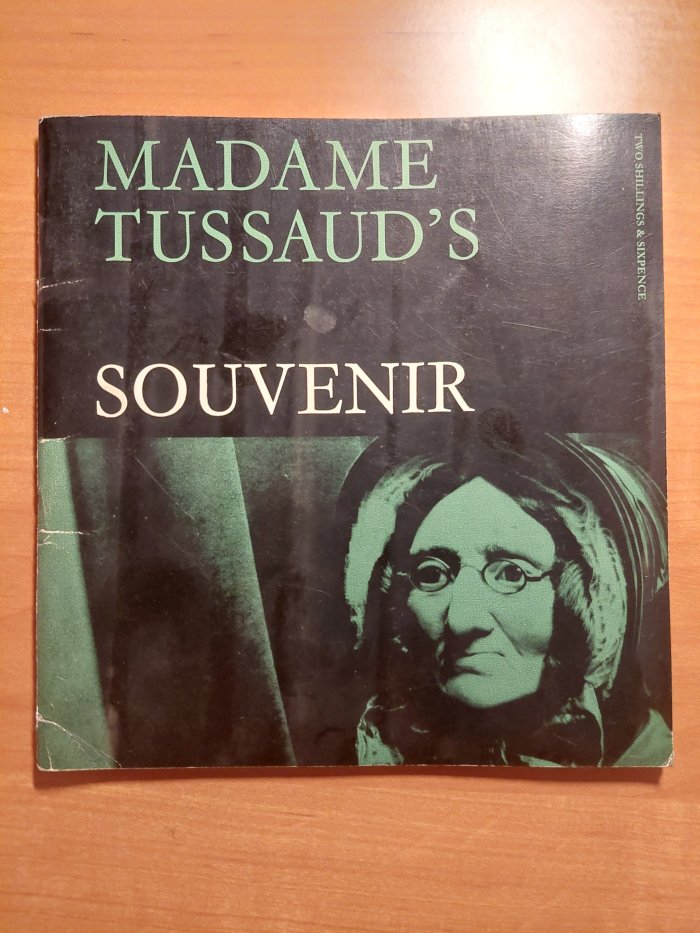 MADAME
TUSSAUD'S
SOUVENIR
TWO SHILLINGS & SIXPENCE